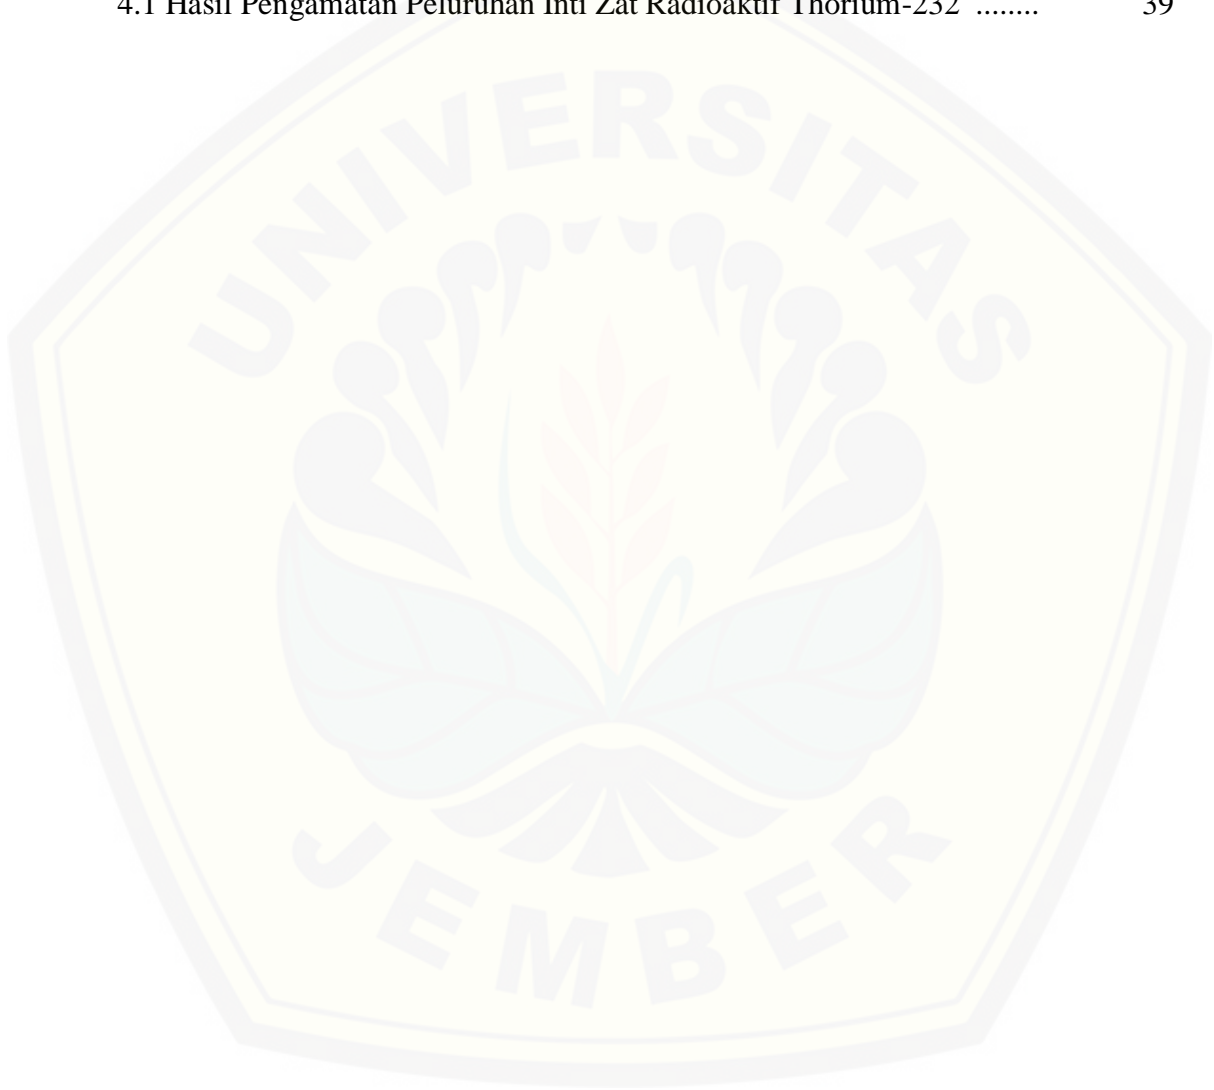 4.1 Hasil Pengamatan Peluruhan Inti Zat Radioaktif Thorium-232 ........ 39
UNIVERSITAS
JEMBER